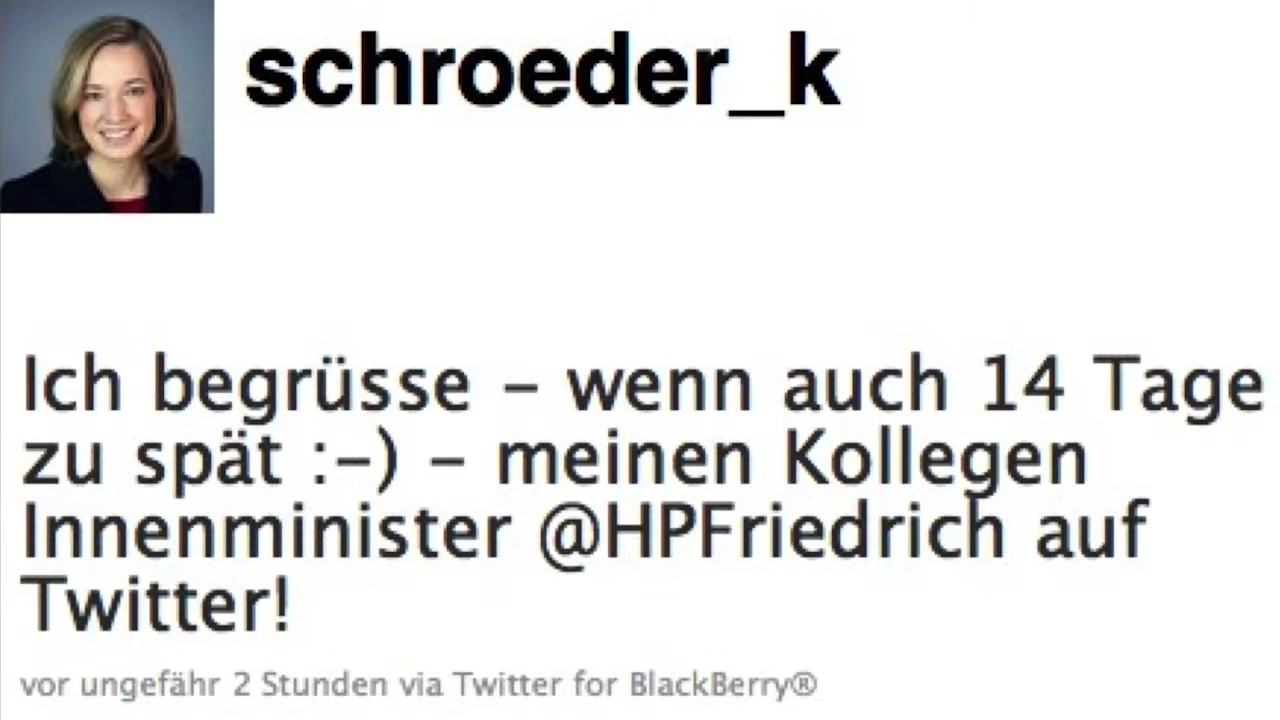 schroeder_k
Ich begrüsse – wenn auch 14 Tage
zu spät :-) – meinen Kollegen
Innenminister @HPFriedrich auf
Twitter!
vor ungefähr 2 Stunden via Twitter for BlackBerry®